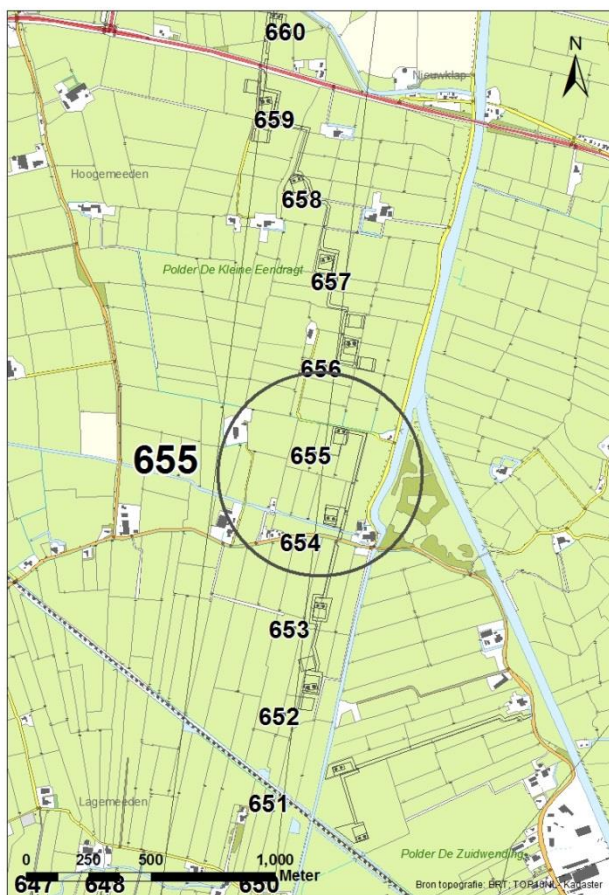 660
N
Nieuwklap
659
Hoogemeeden
658
Polder De Kleine Eendragt
657
656
655
655
654
653
652
651
Lagemeeden
Polder De Zuidwending
0 250 500 1,000
Meter
647 648 650
Bron topografie: BRT; TOP10NL; Kadaster